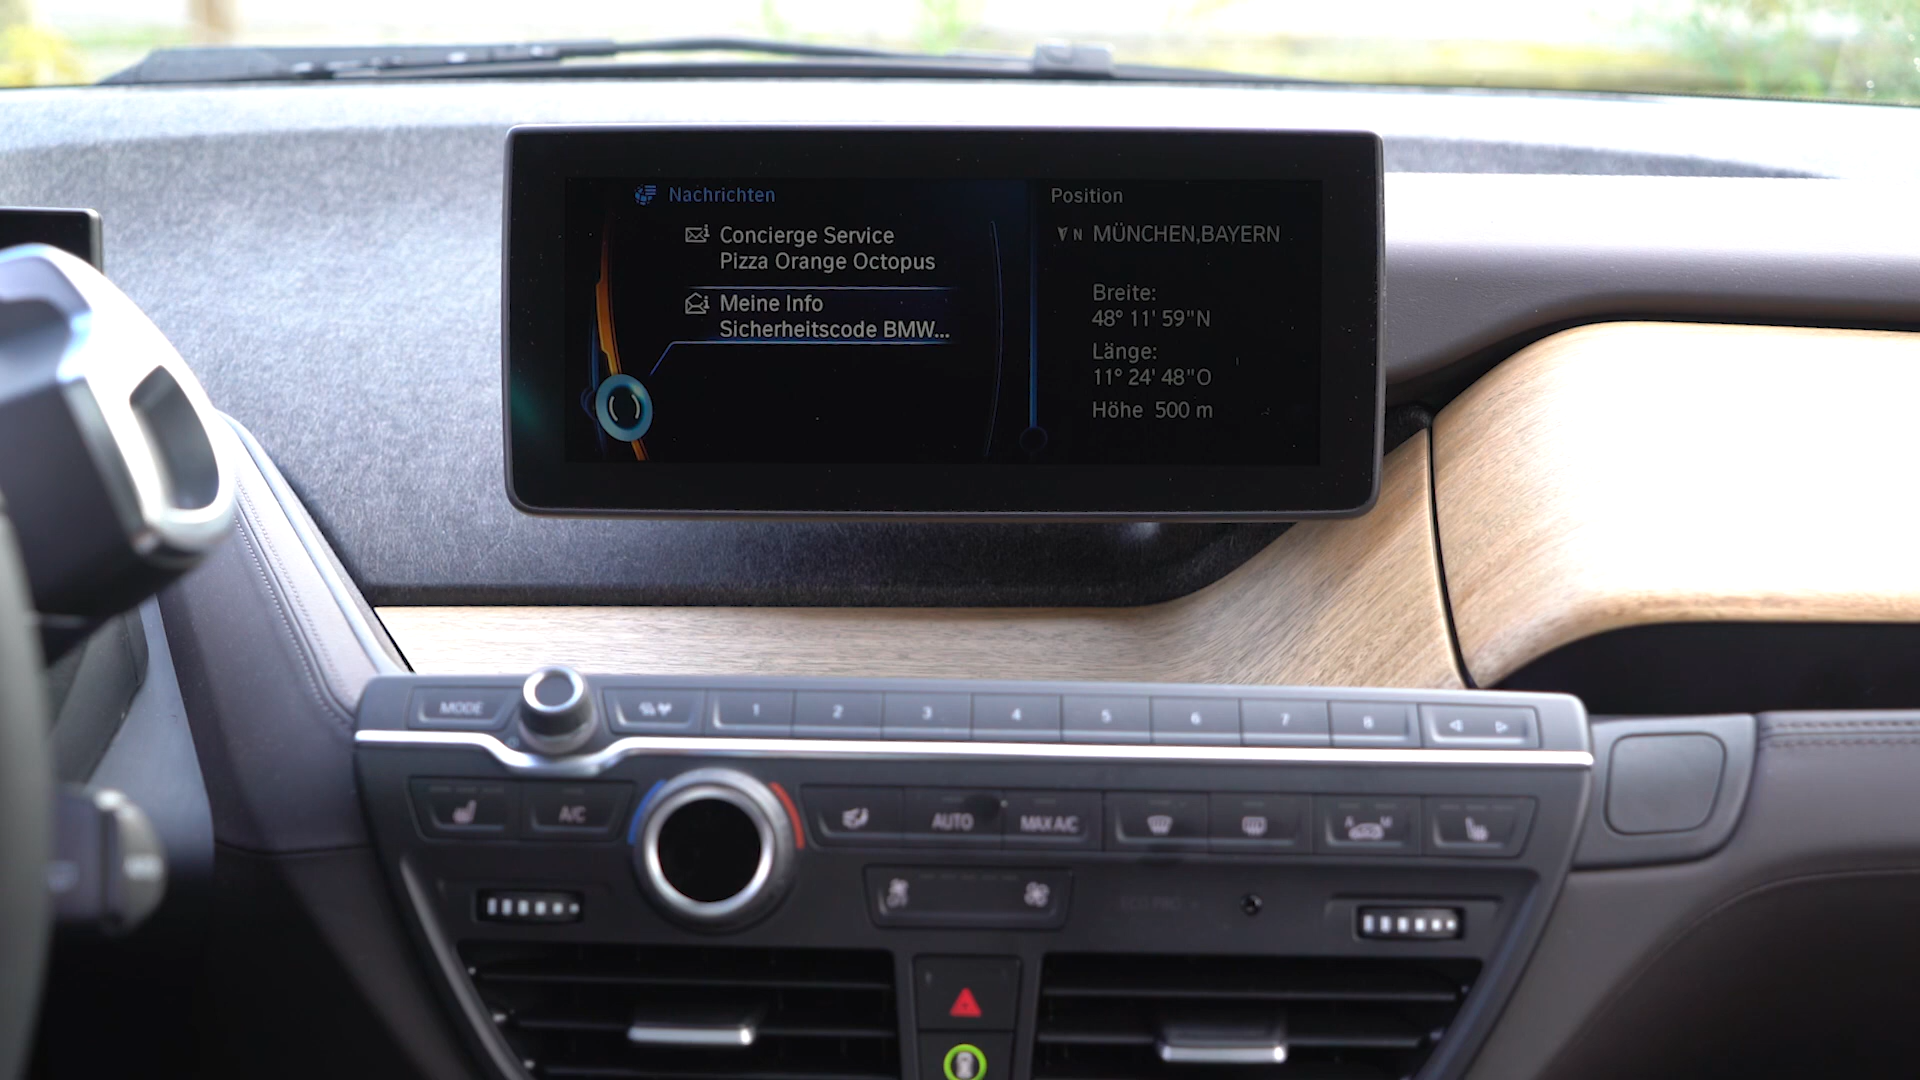 Nachrichten
Concierge Service
Pizza Orange Octopus
Meine Info
Sicherheitscode BMW...
Position
N MÜNCHEN,BAYERN
Breite:
48° 11' 59"N
Länge:
11° 24' 48"O
Höhe 500 m
MODE
1 2 3 4 5 6 7 8
A/C
AUTO
MAX A/C
A M